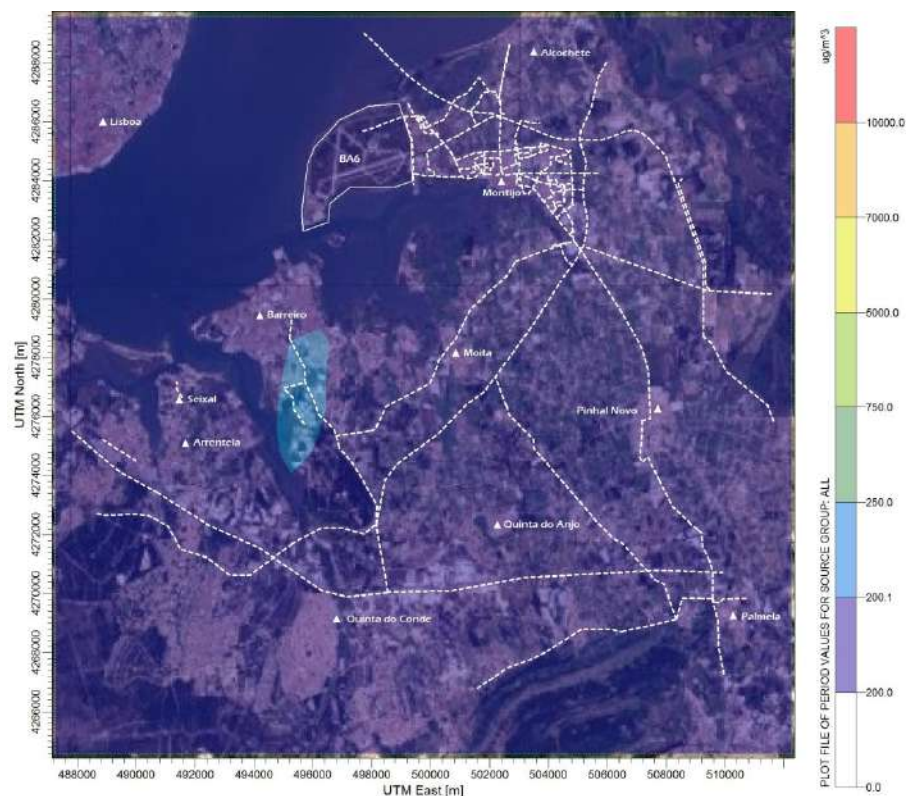 ug/m^3
10000.0
7000.0
5000.0
750.0
250.0
200.1
200.0
0.0
PLOT FILE OF PERIOD VALUES FOR SOURCE GROUP: ALL
UTM North [m]
4288000
4286000
4284000
4282000
4280000
4278000
4276000
4274000
4272000
4270000
4268000
4266000
Alcochete
Lisboa
BA6
Montijo
Barreiro
Moita
Seixal
Pinhal Novo
Arrentela
Quinta do Anjo
Quinta do Conde
Palmela
488000 490000 492000 494000 496000 498000 500000 502000 504000 506000 508000 510000
UTM East [m]